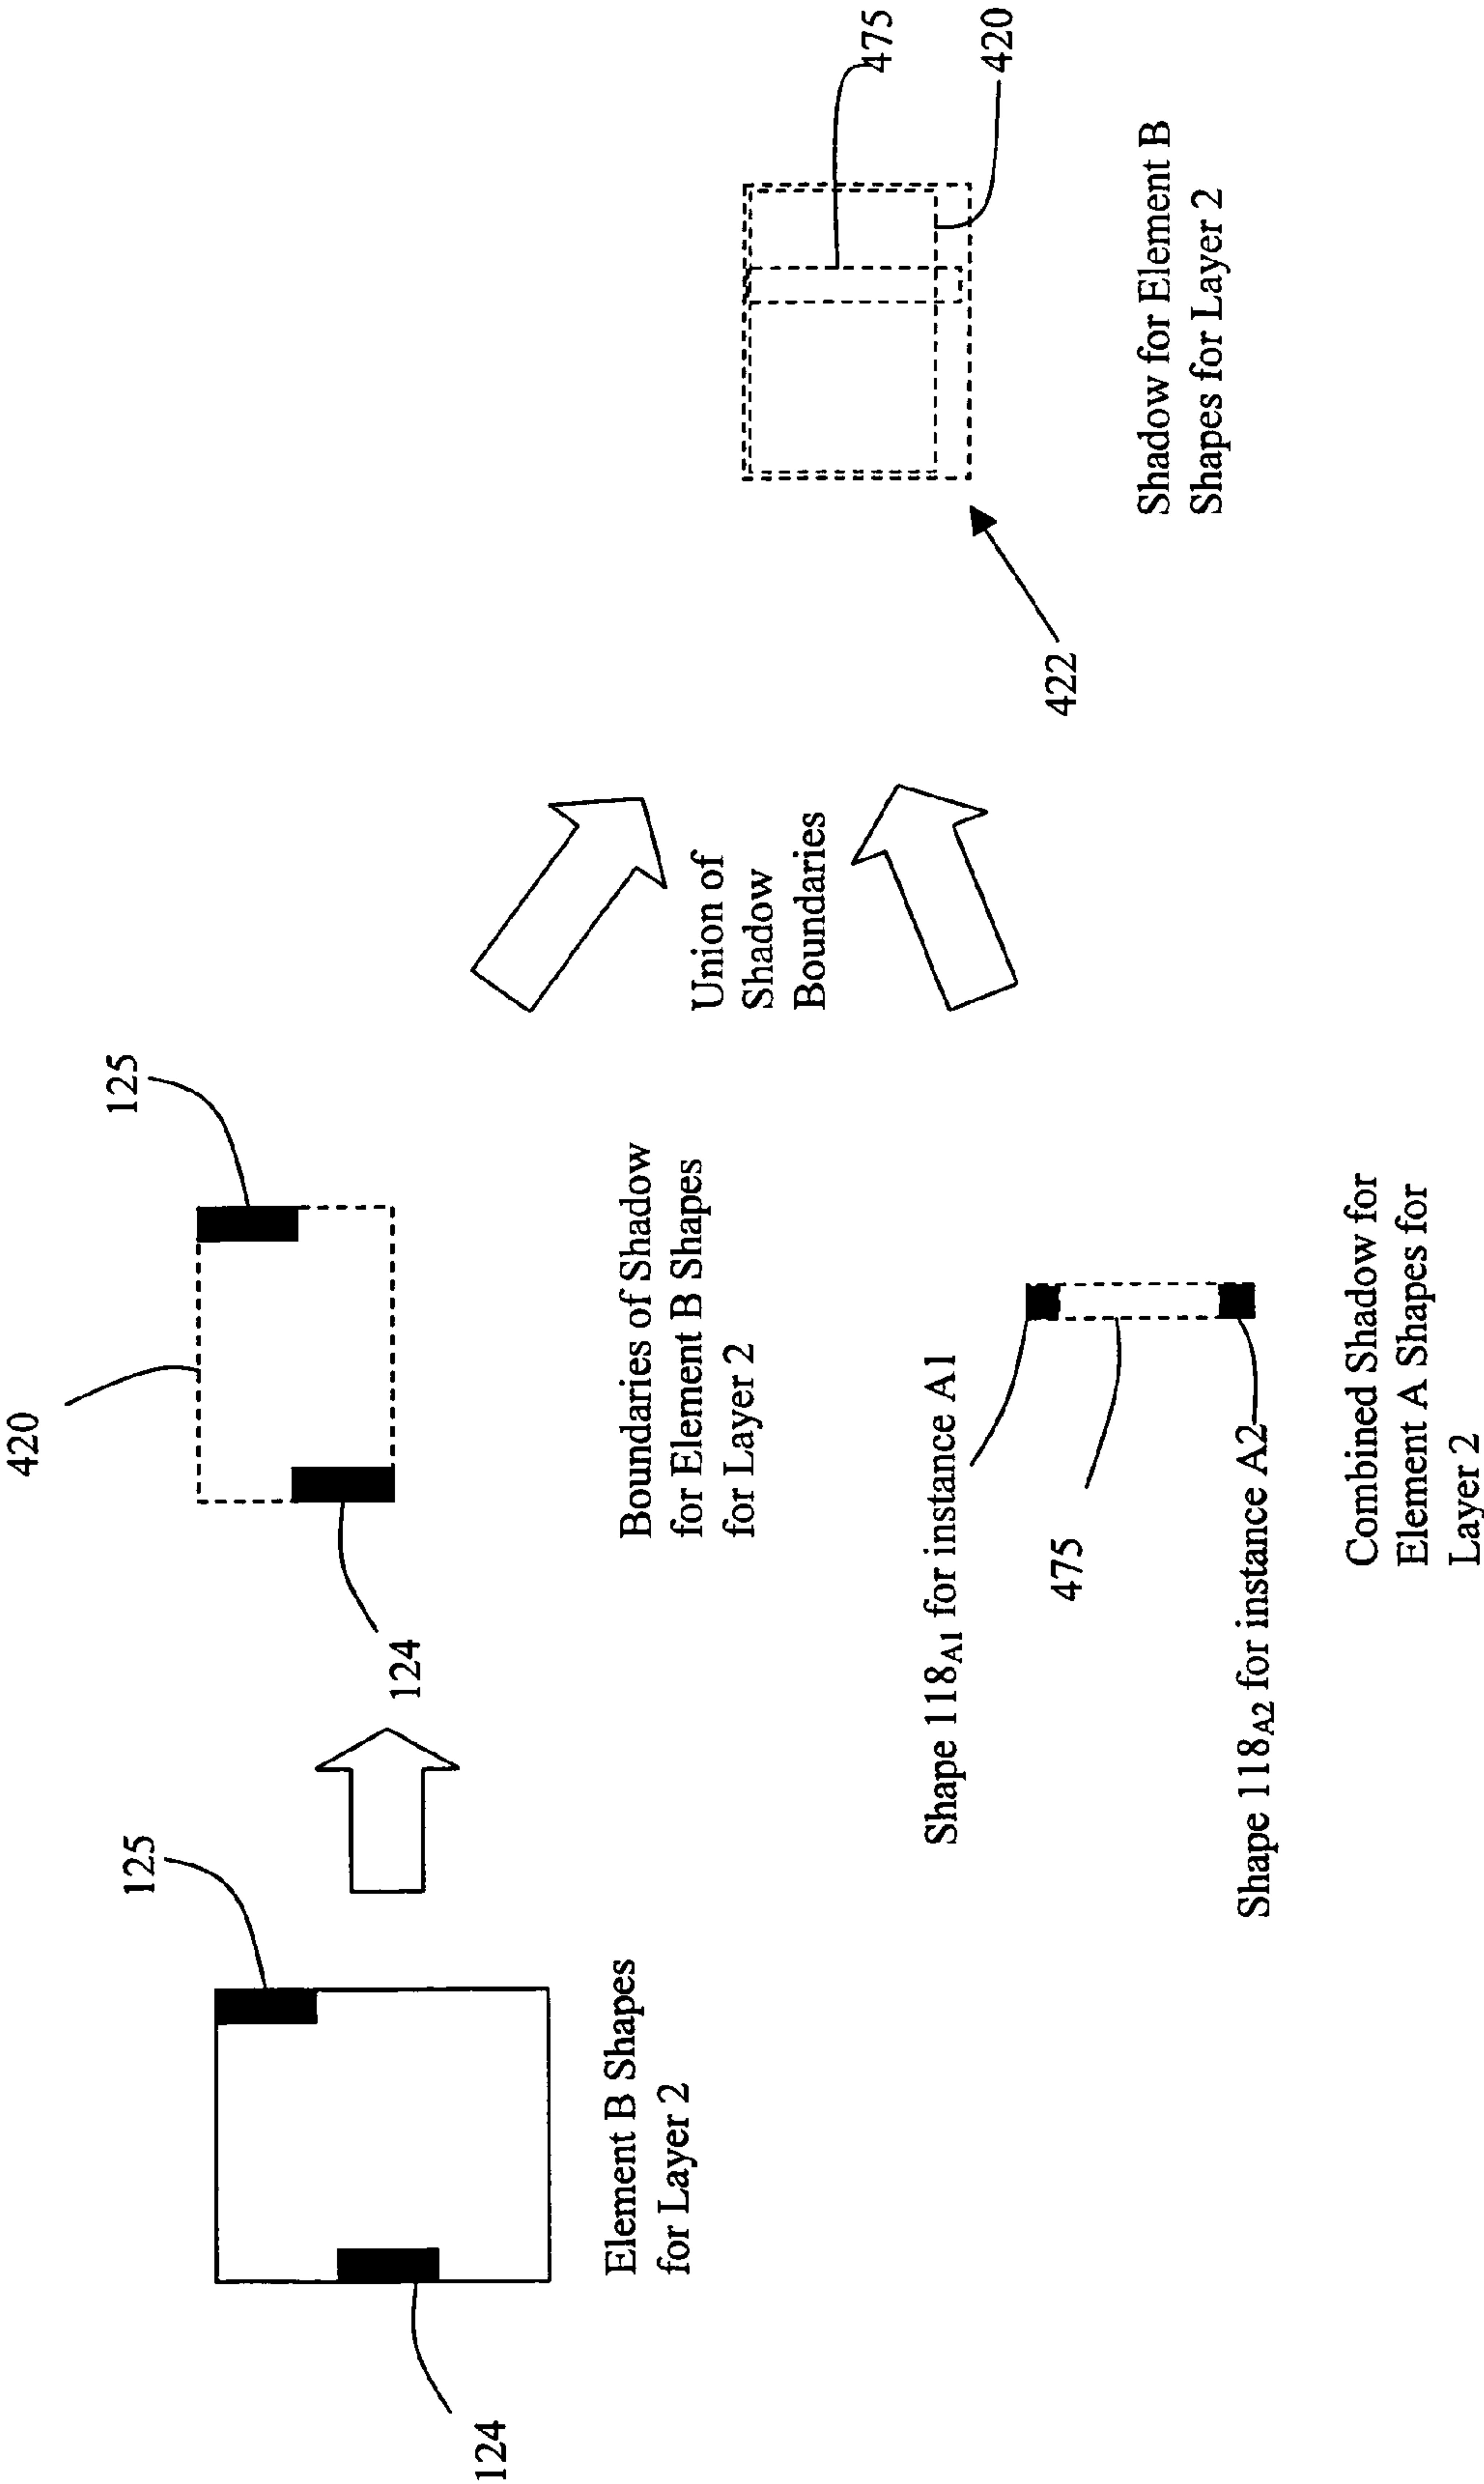 124
125
Element B Shapes
for Layer 2
420
125
124
Boundaries of Shadow
for Element B Shapes
for Layer 2
Shape 118A1 for instance A1
475
Shape 118A2 for instance A2
Combined Shadow for
Element A Shapes for
Layer 2
Union of
Shadow
Boundaries
475
420
422
Shadow for Element B
Shapes for Layer 2